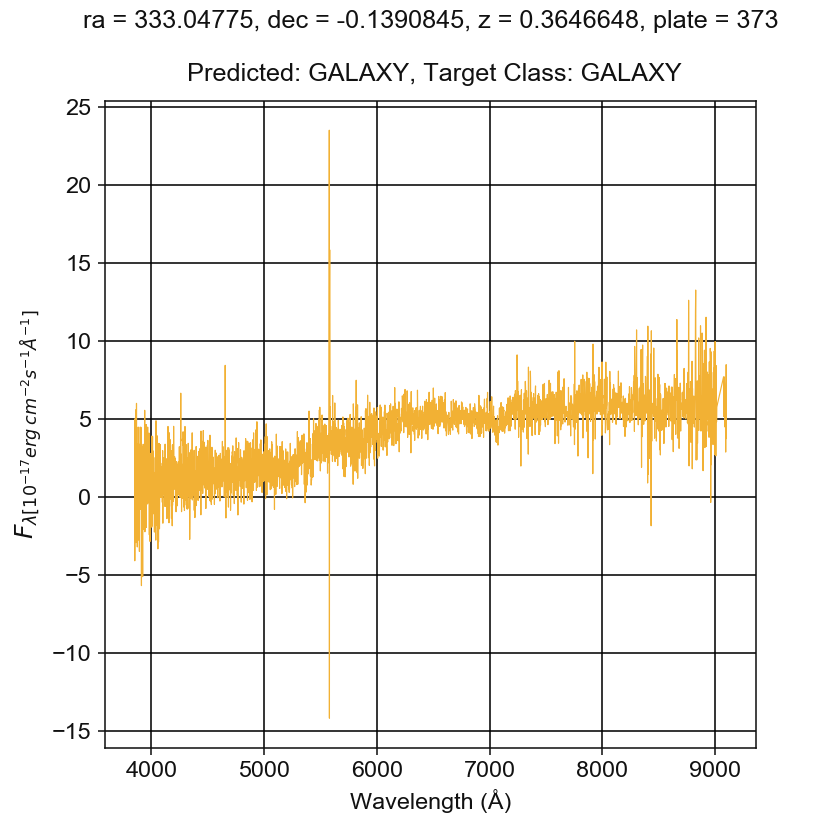 ra = 333.04775, dec = -0.1390845, z = 0.3646648, plate = 373
Predicted: GALAXY, Target Class: GALAXY
25
20
15
10
5
0
−5
−10
−15
F_{λ[10^{−17} erg cm^{−2} s^{−1} Å^{−1}]}
4000 5000 6000 7000 8000 9000
Wavelength (Å)